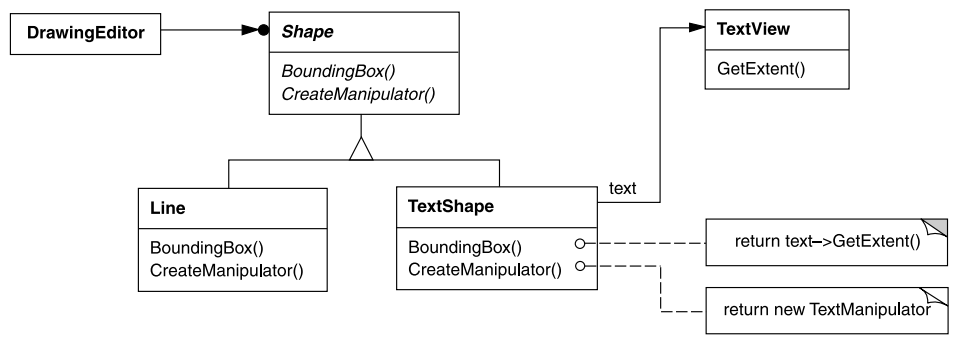 DrawingEditor
Shape
BoundingBox()
CreateManipulator()
TextView
GetExtent()
Line
BoundingBox()
CreateManipulator()
TextShape
BoundingBox()
CreateManipulator()
text
return text–>GetExtent()
return new TextManipulator